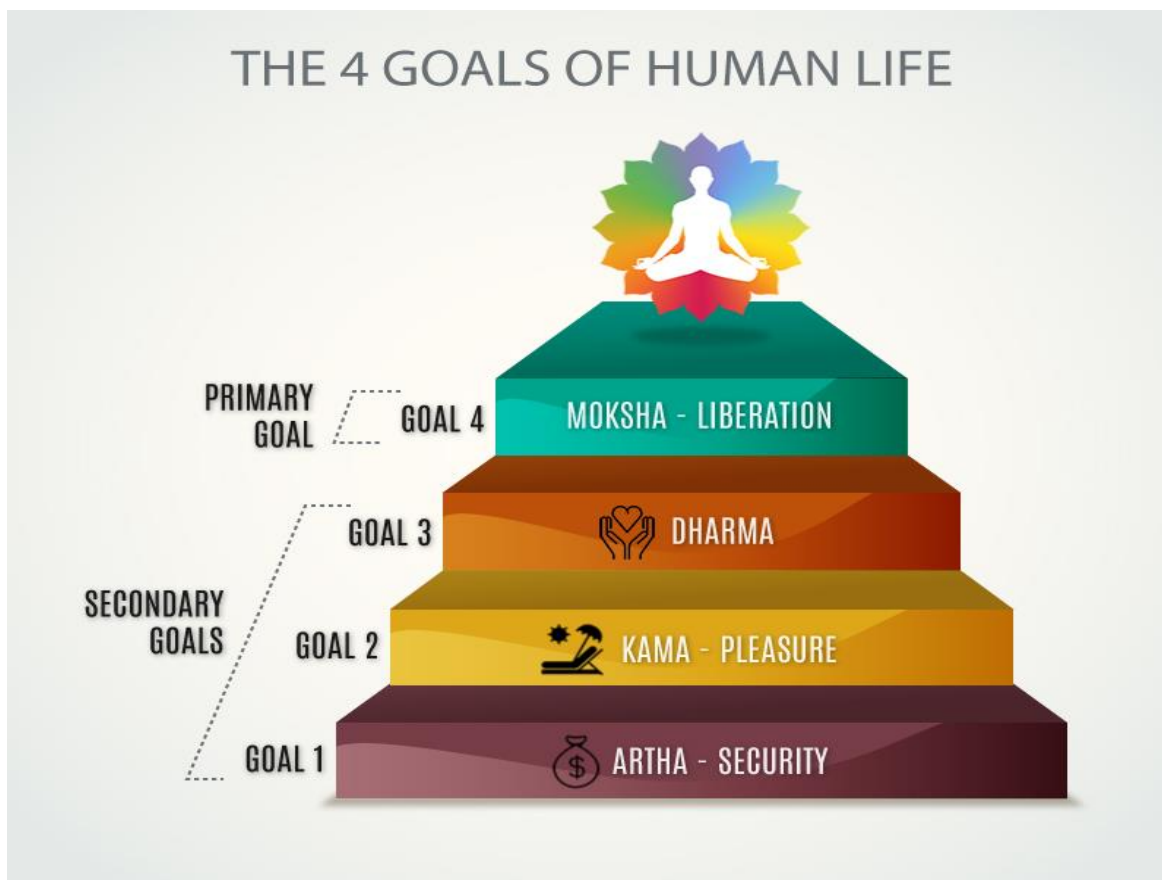 THE 4 GOALS OF HUMAN LIFE
PRIMARY
GOAL
GOAL 4
MOKSHA - LIBERATION
GOAL 3
DHARMA
SECONDARY
GOALS
GOAL 2
KAMA - PLEASURE
GOAL 1
$
ARTHA - SECURITY